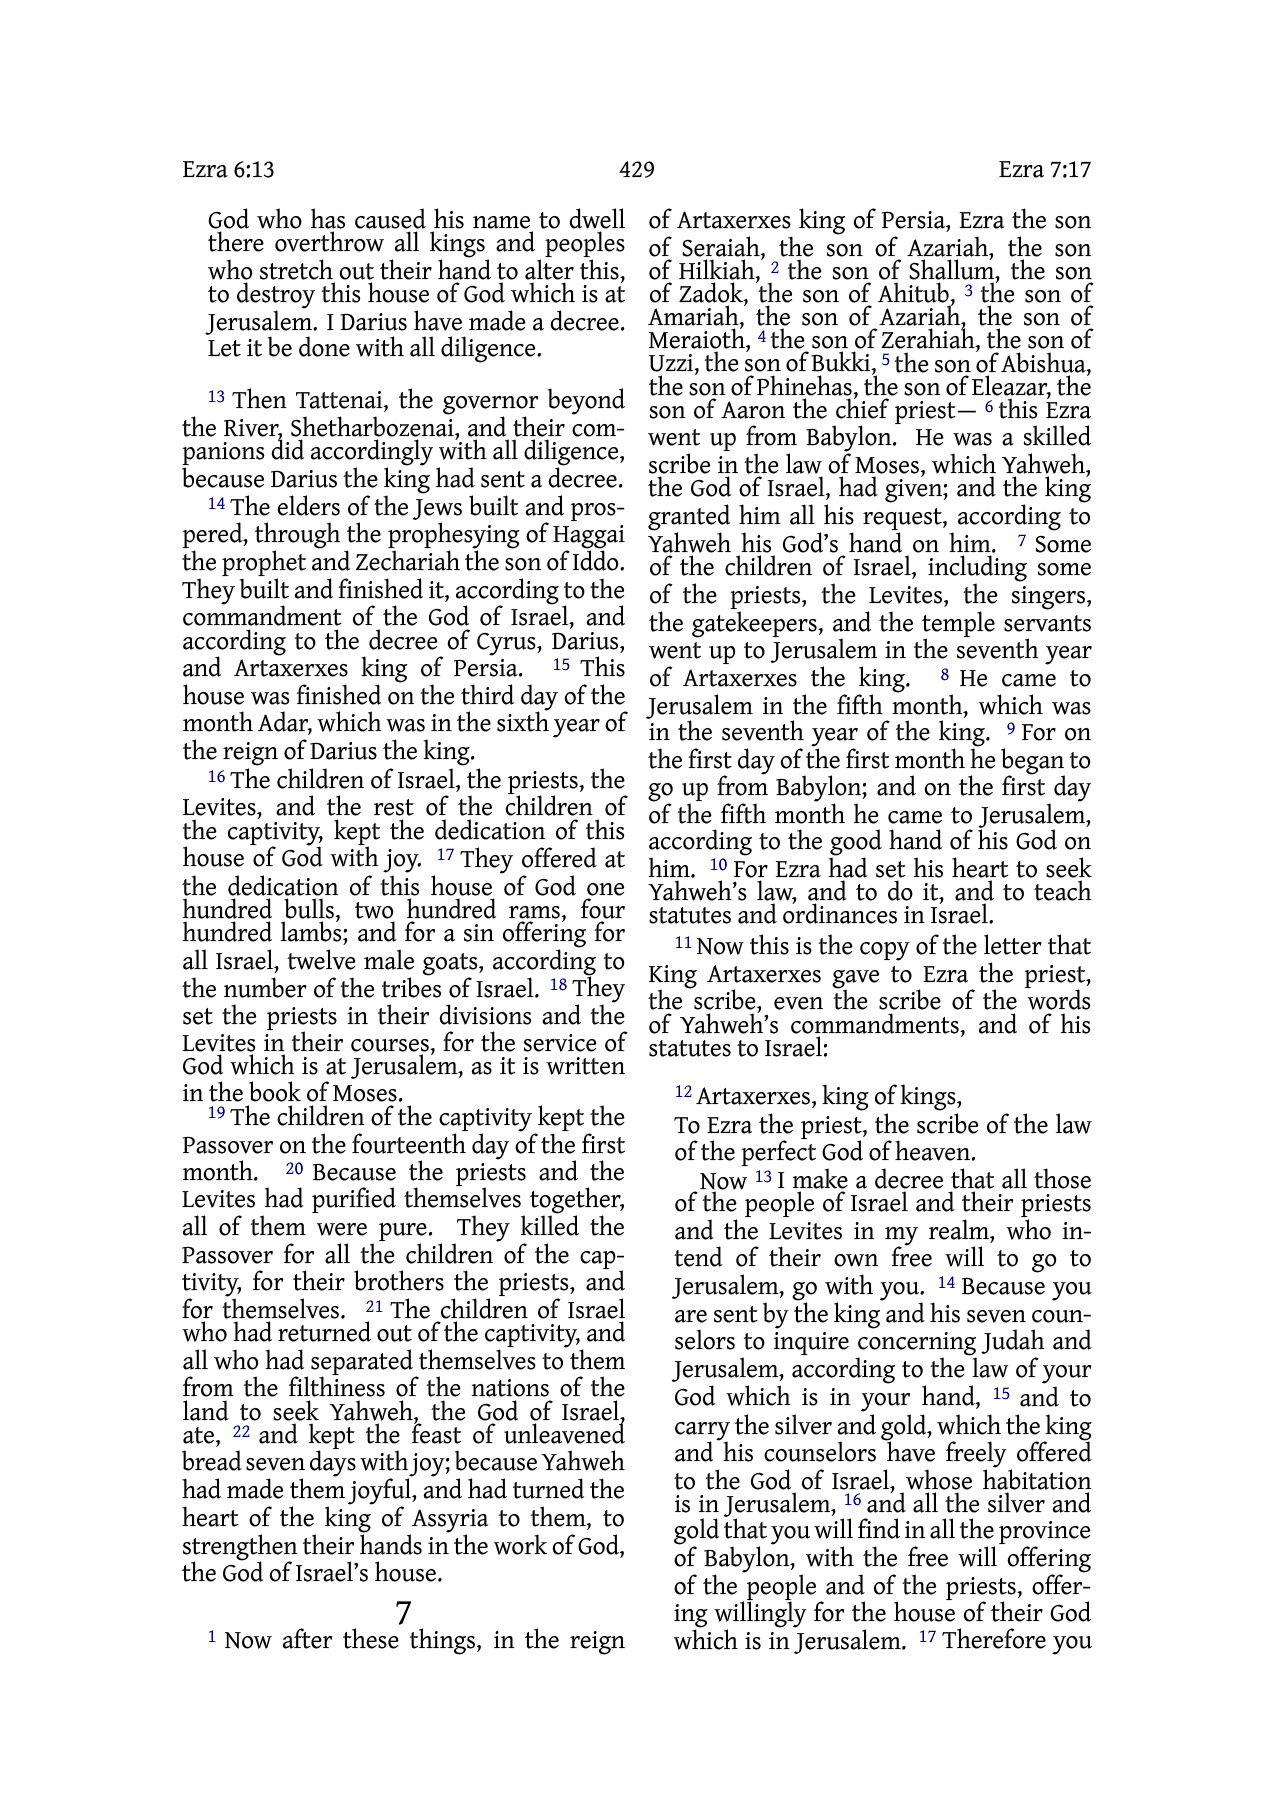 Ezra 6:13 429 Ezra 7:17
God who has caused his name to dwell
there overthrow all kings and peoples
who stretch out their hand to alter this,
to destroy this house of God which is at
Jerusalem. I Darius have made a decree.
Let it be done with all diligence.
13 Then Tattenai, the governor beyond
the River, Shetharbozenai, and their com-
panions did accordingly with all diligence,
because Darius the king had sent a decree.
14 The elders of the Jews built and pros-
pered, through the prophesying of Haggai
the prophet and Zechariah the son of Iddo.
They built and finished it, according to the
commandment of the God of Israel, and
according to the decree of Cyrus, Darius,
and Artaxerxes king of Persia. 15 This
house was finished on the third day of the
month Adar, which was in the sixth year of
the reign of Darius the king.
16 The children of Israel, the priests, the
Levites, and the rest of the children of
the captivity, kept the dedication of this
house of God with joy. 17 They offered at
the dedication of this house of God one
hundred bulls, two hundred rams, four
hundred lambs; and for a sin offering for
all Israel, twelve male goats, according to
the number of the tribes of Israel. 18 They
set the priests in their divisions and the
Levites in their courses, for the service of
God which is at Jerusalem, as it is written
in the book of Moses.
19 The children of the captivity kept the
Passover on the fourteenth day of the first
month. 20 Because the priests and the
Levites had purified themselves together,
all of them were pure. They killed the
Passover for all the children of the cap-
tivity, for their brothers the priests, and
for themselves. 21 The children of Israel
who had returned out of the captivity, and
all who had separated themselves to them
from the filthiness of the nations of the
land to seek Yahweh, the God of Israel,
ate, 22 and kept the feast of unleavened
bread seven days with joy; because Yahweh
had made them joyful, and had turned the
heart of the king of Assyria to them, to
strengthen their hands in the work of God,
the God of Israel's house.
7
1 Now after these things, in the reign
of Artaxerxes king of Persia, Ezra the son
of Seraiah, the son of Azariah, the son
of Hilkiah, 2 the son of Shallum, the son
of Zadok, the son of Ahitub, 3 the son of
Amariah, the son of Azariah, the son of
Meraioth, 4 the son of Zerahiah, the son of
Uzzi, the son of Bukki, 5 the son of Abishua,
the son of Phinehas, the son of Eleazar, the
son of Aaron the chief priest— 6 this Ezra
went up from Babylon. He was a skilled
scribe in the law of Moses, which Yahweh,
the God of Israel, had given; and the king
granted him all his request, according to
Yahweh his God's hand on him. 7 Some
of the children of Israel, including some
of the priests, the Levites, the singers,
the gatekeepers, and the temple servants
went up to Jerusalem in the seventh year
of Artaxerxes the king. 8 He came to
Jerusalem in the fifth month, which was
in the seventh year of the king. 9 For on
the first day of the first month he began to
go up from Babylon; and on the first day
of the fifth month he came to Jerusalem,
according to the good hand of his God on
him. 10 For Ezra had set his heart to seek
Yahweh's law, and to do it, and to teach
statutes and ordinances in Israel.
11 Now this is the copy of the letter that
King Artaxerxes gave to Ezra the priest,
the scribe, even the scribe of the words
of Yahweh's commandments, and of his
statutes to Israel:
12 Artaxerxes, king of kings,
To Ezra the priest, the scribe of the law
of the perfect God of heaven.
Now 13 I make a decree that all those
of the people of Israel and their priests
and the Levites in my realm, who in-
tend of their own free will to go to
Jerusalem, go with you. 14 Because you
are sent by the king and his seven coun-
selors to inquire concerning Judah and
Jerusalem, according to the law of your
God which is in your hand, 15 and to
carry the silver and gold, which the king
and his counselors have freely offered
to the God of Israel, whose habitation
is in Jerusalem, 16 and all the silver and
gold that you will find in all the province
of Babylon, with the free will offering
of the people and of the priests, offer-
ing willingly for the house of their God
which is in Jerusalem. 17 Therefore you